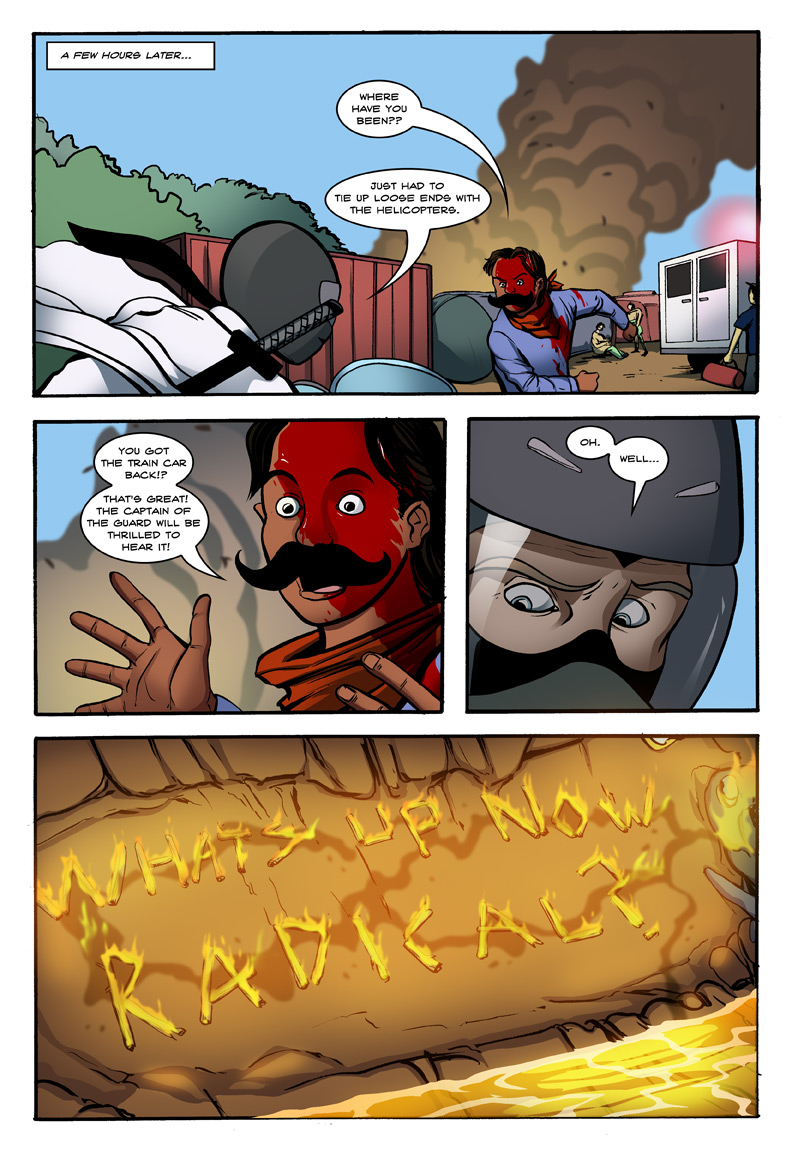 A FEW HOURS LATER...
WHERE
HAVE YOU
BEEN??
JUST HAD TO
TIE UP LOOSE ENDS WITH
THE HELICOPTERS.
YOU GOT
THE TRAIN CAR
BACK!?
THAT'S GREAT!
THE CAPTAIN OF
THE GUARD WILL BE
THRILLED TO
HEAR IT!
OH.
WELL...
WHATS UP NOW
RADICAL?